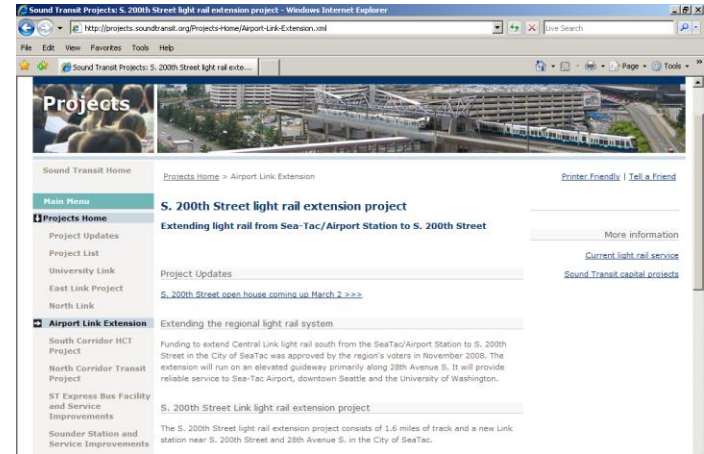 Sound Transit Projects: S. 200th Street light rail extension project - Windows Internet Explorer
http://projects.soundtransit.org/Projects-Home/Airport-Link-Extension.xml
Live Search
File Edit View Favorites Tools Help
Sound Transit Projects: S. 200th Street light rail exte...
Page Tools
Projects
Sound Transit Home
Projects Home > Airport Link Extension
Printer Friendly | Tell a Friend
Main Menu
Projects Home
Project Updates
Project List
University Link
East Link Project
North Link
Airport Link Extension
South Corridor HCT
Project
North Corridor Transit
Project
ST Express Bus Facility
and Service
Improvements
Sounder Station and
Service Improvements
S. 200th Street light rail extension project
Extending light rail from Sea-Tac/Airport Station to S. 200th Street
Project Updates
S. 200th Street open house coming up March 2 >>>
Extending the regional light rail system
Funding to extend Central Link light rail south from the SeaTac/Airport Station to S. 200th
Street in the City of SeaTac was approved by the region's voters in November 2008. The
extension will run on an elevated guideway primarily along 28th Avenue S. It will provide
reliable service to Sea-Tac Airport, downtown Seattle and the University of Washington.
S. 200th Street Link light rail extension project
The S. 200th Street light rail extension project consists of 1.6 miles of track and a new Link
station near S. 200th Street and 28th Avenue S. in the City of SeaTac.
More information
Current light rail service
Sound Transit capital projects